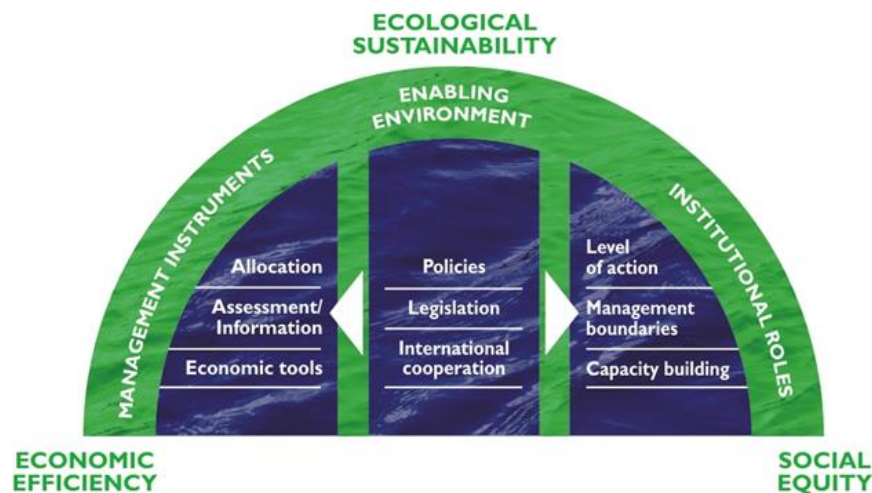 ECOLOGICAL
SUSTAINABILITY
ENABLING
ENVIRONMENT
MANAGEMENT INSTRUMENTS
INSTITUTIONAL ROLES
Allocation
Assessment/
Information
Economic tools
Policies
Legislation
International
cooperation
Level
of action
Management
boundaries
Capacity building
ECONOMIC
EFFICIENCY
SOCIAL
EQUITY